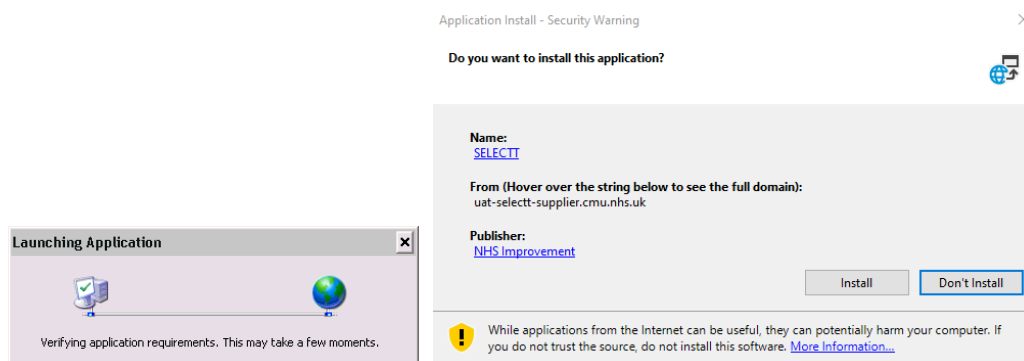 Application Install - Security Warning
Do you want to install this application?
Name:
SELECTT
From (Hover over the string below to see the full domain):
uat-selectt-supplier.cmu.nhs.uk
Publisher:
NHS Improvement
Install
Don't Install
While applications from the Internet can be useful, they can potentially harm your computer. If
you do not trust the source, do not install this software. More Information...
Launching Application
Verifying application requirements. This may take a few moments.